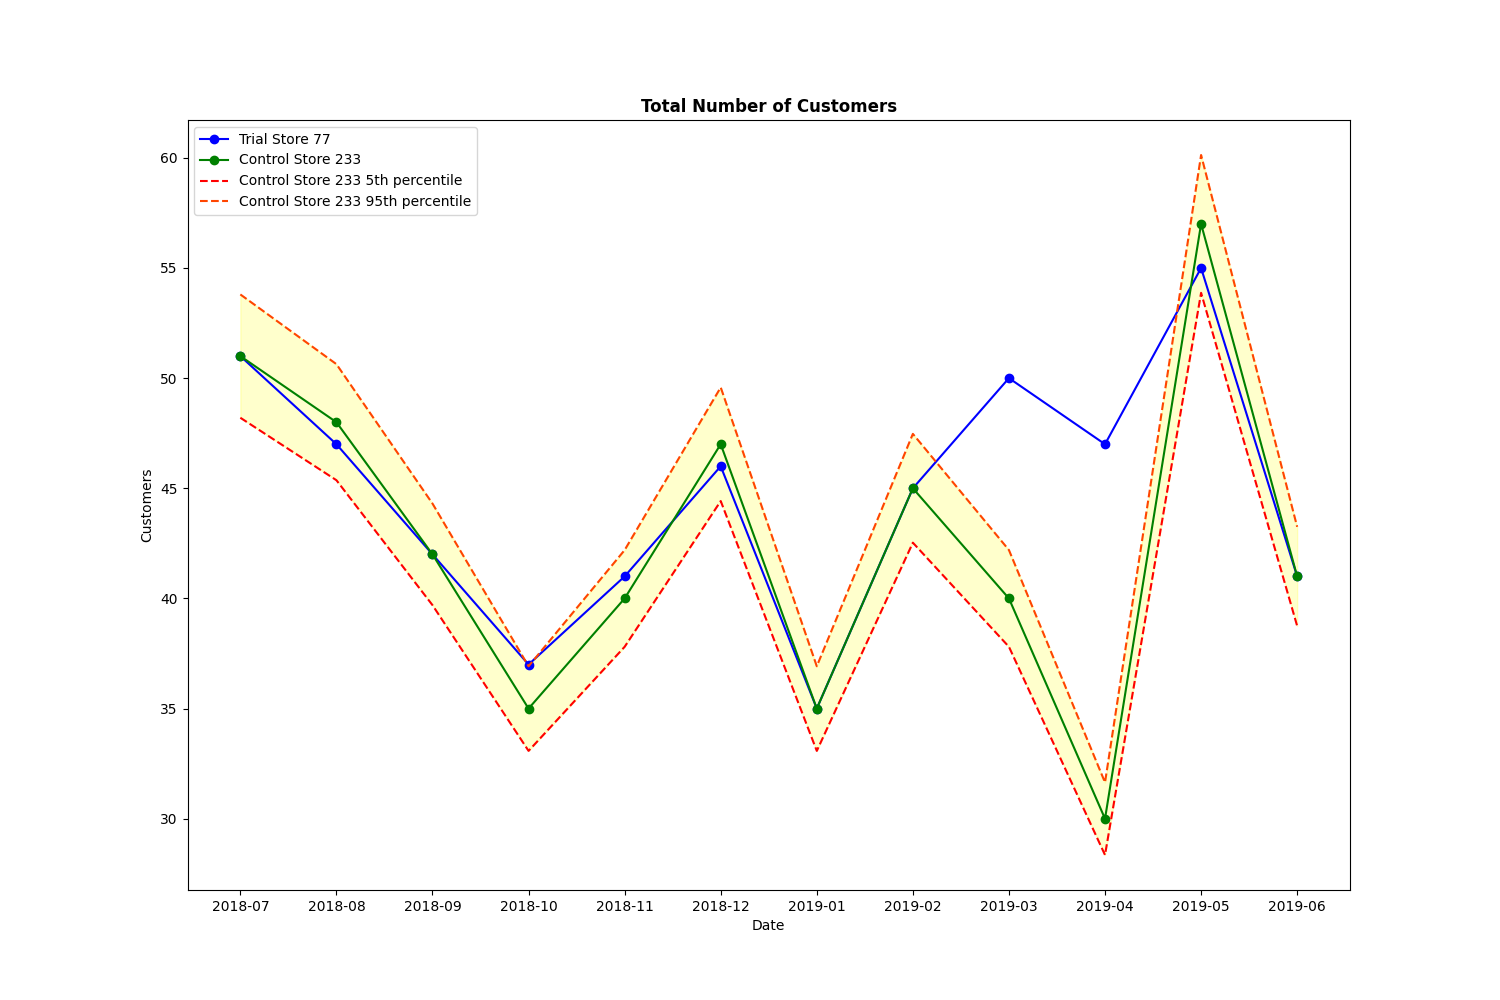 Total Number of Customers
Trial Store 77
Control Store 233
Control Store 233 5th percentile
Control Store 233 95th percentile
60
55
50
45
40
35
30
Customers
2018-07 2018-08 2018-09 2018-10 2018-11 2018-12 2019-01 2019-02 2019-03 2019-04 2019-05 2019-06
Date